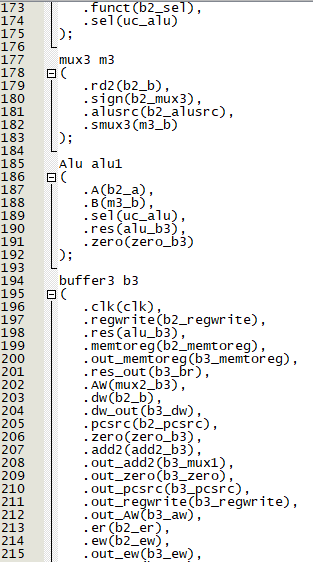 173 .funct(b2_sel),
174 .sel(uc_alu)
175 );
176
177 mux3 m3
178 (
179 .rd2(b2_b),
180 .sign(b2_mux3),
181 .alusrc(b2_alusrc),
182 .smux3(m3_b)
183 );
184
185 Alu alu1
186 (
187 .A(b2_a),
188 .B(m3_b),
189 .sel(uc_alu),
190 .res(alu_b3),
191 .zero(zero_b3)
192 );
193
194 buffer3 b3
195 (
196 .clk(clk),
197 .regwrite(b2_regwrite),
198 .res(alu_b3),
199 .memtoreg(b2_memtoreg),
200 .out_memtoreg(b3_memtoreg),
201 .res_out(b3_br),
202 .AW(mux2_b3),
203 .dw(b2_b),
204 .dw_out(b3_dw),
205 .pcsrc(b2_pcsrc),
206 .zero(zero_b3),
207 .add2(add2_b3),
208 .out_add2(b3_mux1),
209 .out_zero(b3_zero),
210 .out_pcsrc(b3_pcsrc),
211 .out_regwrite(b3_regwrite),
212 .out_AW(b3_aw),
213 .er(b2_er),
214 .ew(b2_ew),
215 .out_ew(b3_ew),